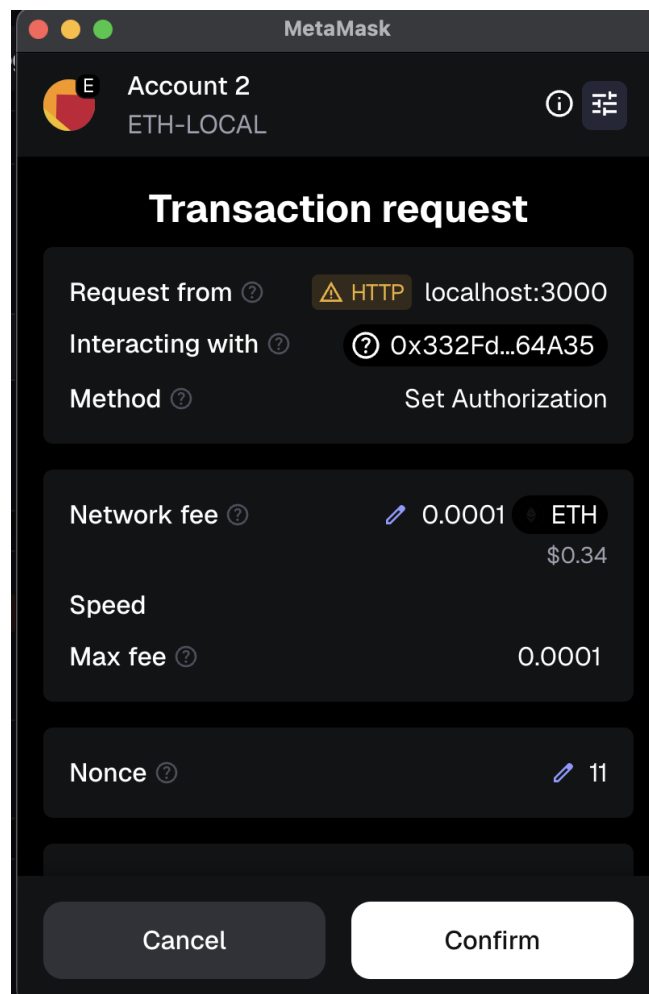 MetaMask
E
Account 2
ETH-LOCAL
Transaction request
Request from HTTP localhost:3000
Interacting with 0x332Fd...64A35
Method Set Authorization
Network fee 0.0001 ETH
$0.34
Speed
Max fee 0.0001
Nonce 11
Cancel Confirm